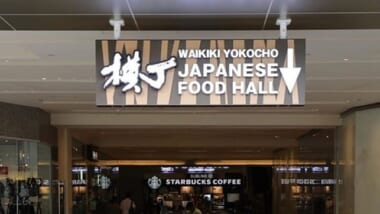 横丁
WAIKIKI YOKOCHO
JAPANESE
FOOD HALL
STARBUCKS COFFEE